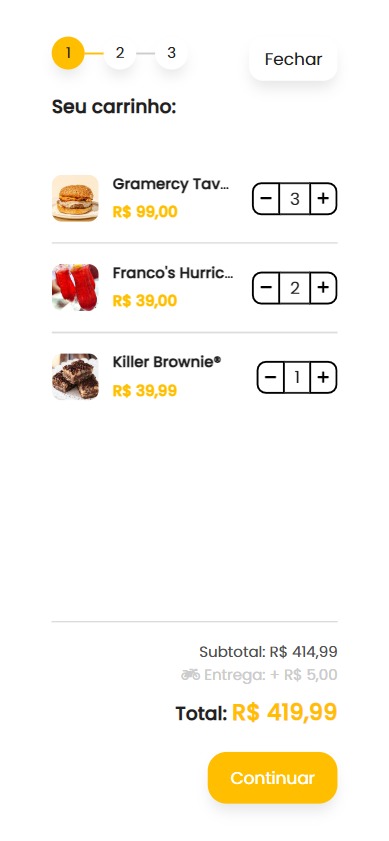 1 2 3
Fechar
Seu carrinho:
Gramercy Tav...
R$ 99,00
− 3 +
Franco's Hurric...
R$ 39,00
− 2 +
Killer Brownie®
R$ 39,99
− 1 +
Subtotal: R$ 414,99
Entrega: + R$ 5,00
Total: R$ 419,99
Continuar